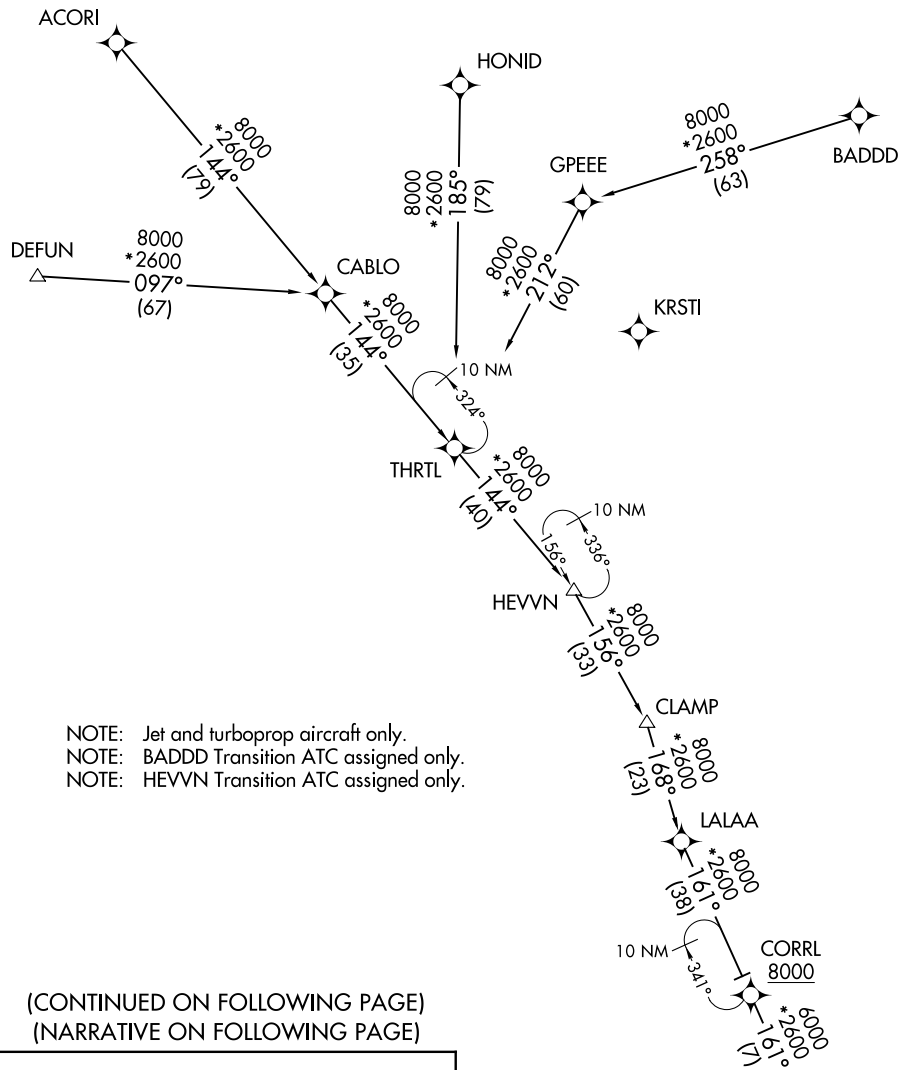 ACORI
HONID
BADDD
8000
*2600
258°
(63)
GPEEE
8000
*2600
144°
(79)
8000
*2600
185°
(79)
8000
*2600
212°
(60)
DEFUN
8000
*2600
097°
(67)
CABLO
KRSTI
8000
*2600
144°
(35)
10 NM
324°
THRTL
8000
*2600
144°
(40)
10 NM
156°
336°
HEVVN
8000
*2600
156°
(33)
CLAMP
NOTE: Jet and turboprop aircraft only.
NOTE: BADDD Transition ATC assigned only.
NOTE: HEVVN Transition ATC assigned only.
8000
*2600
168°
(23)
LALAA
8000
*2600
161°
(38)
10 NM
341°
CORRL
8000
6000
*2600
161°
(7)
(CONTINUED ON FOLLOWING PAGE)
(NARRATIVE ON FOLLOWING PAGE)